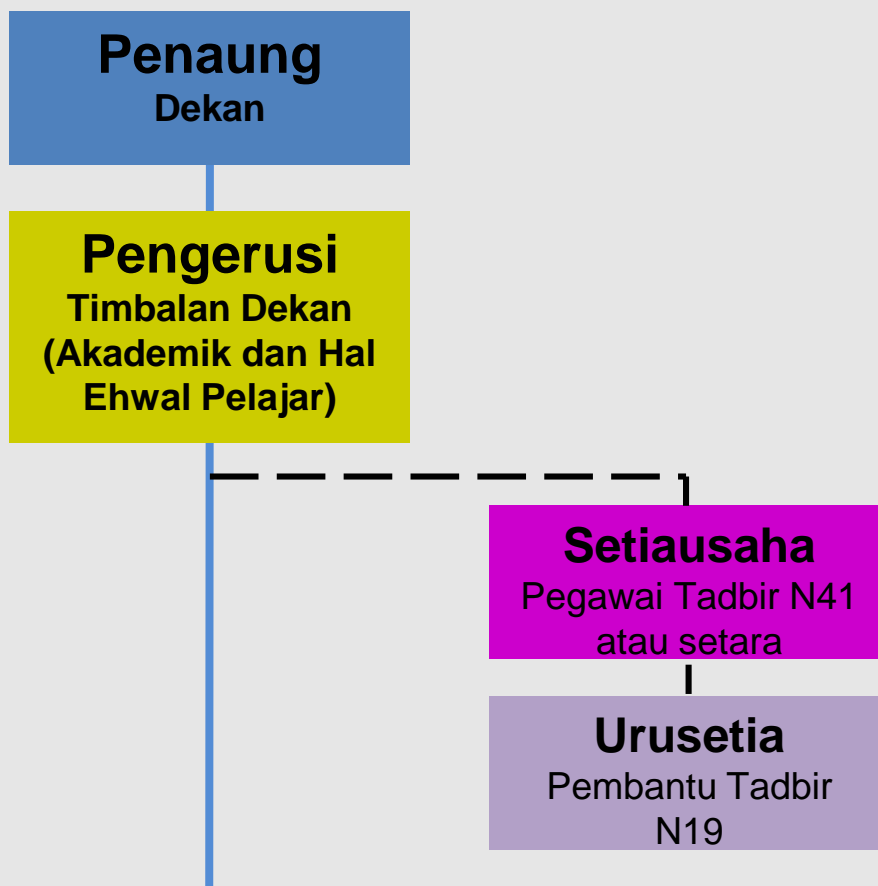 Penaung
Dekan
Pengerusi
Timbalan Dekan
(Akademik dan Hal
Ehwal Pelajar)
Setiausaha
Pegawai Tadbir N41
atau setara
Urusetia
Pembantu Tadbir
N19